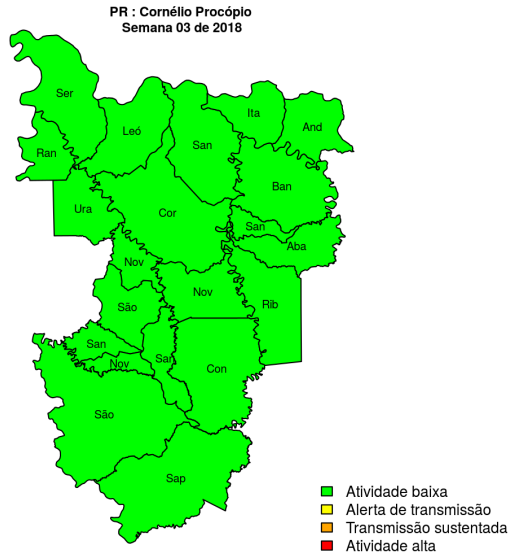 PR : Cornélio Procópio
Semana 03 de 2018
Ser
Ita
Leó
And
San
Ran
Ban
Ura
Cor
San
Aba
Nov
Nov
São
Rib
San
San
Nov
Con
São
Sap
Atividade baixa
Alerta de transmissão
Transmissão sustentada
Atividade alta